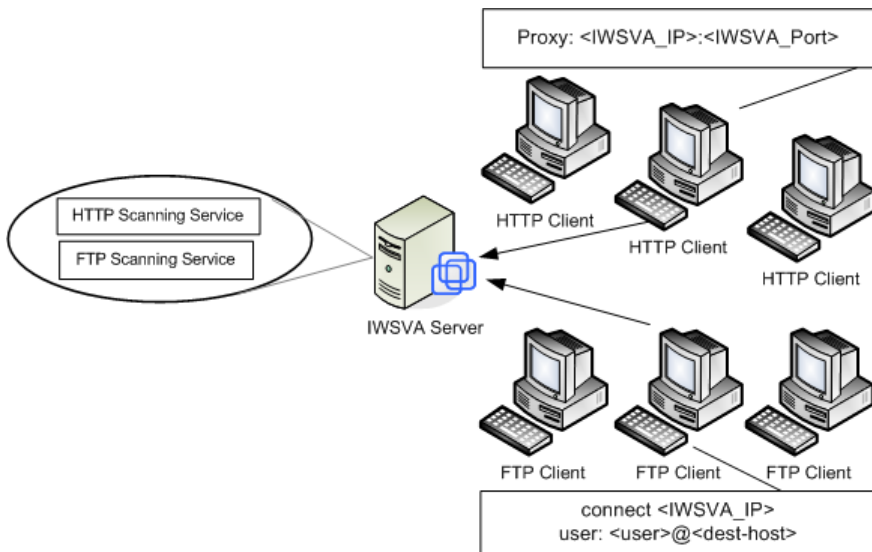 Proxy: <IWSVA_IP>:<IWSVA_Port>
HTTP Scanning Service
FTP Scanning Service
IWSVA Server
HTTP Client
HTTP Client
HTTP Client
FTP Client
FTP Client
FTP Client
connect <IWSVA_IP>
user: <user>@<dest-host>